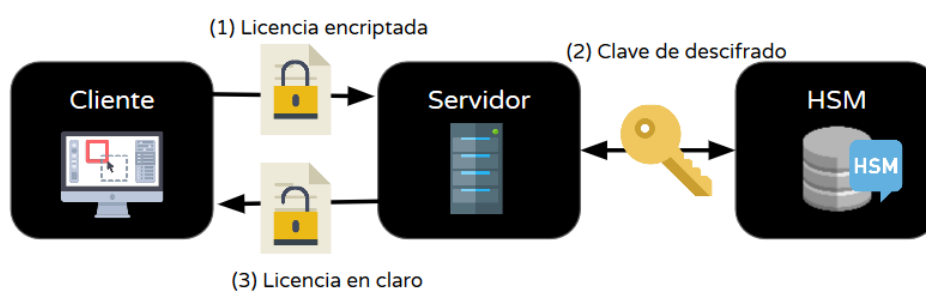 (1) Licencia encriptada
(2) Clave de descifrado
Cliente
Servidor
HSM
HSM
(3) Licencia en claro